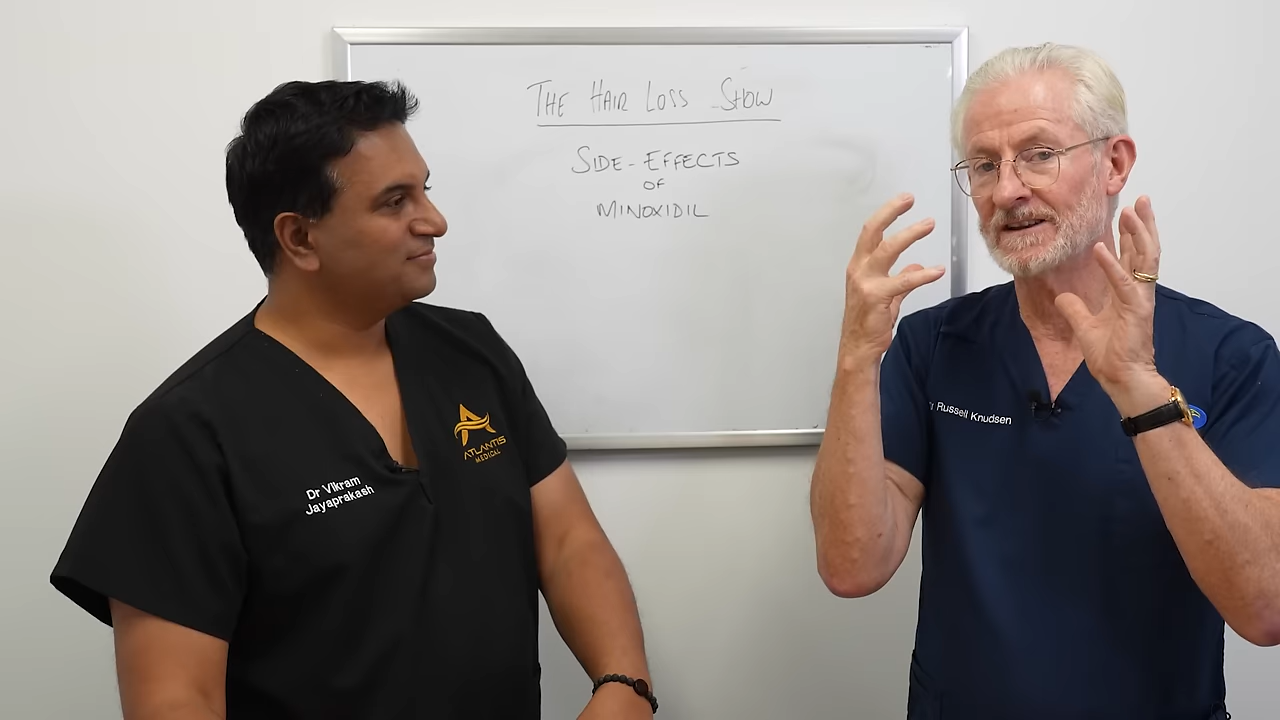 THE HAIR LOSS SHOW
SIDE-EFFECTS
OF
MINOXIDIL
Dr Vikram
Jayaprakash
ATLANTIS
MEDICAL
Russell Knudsen